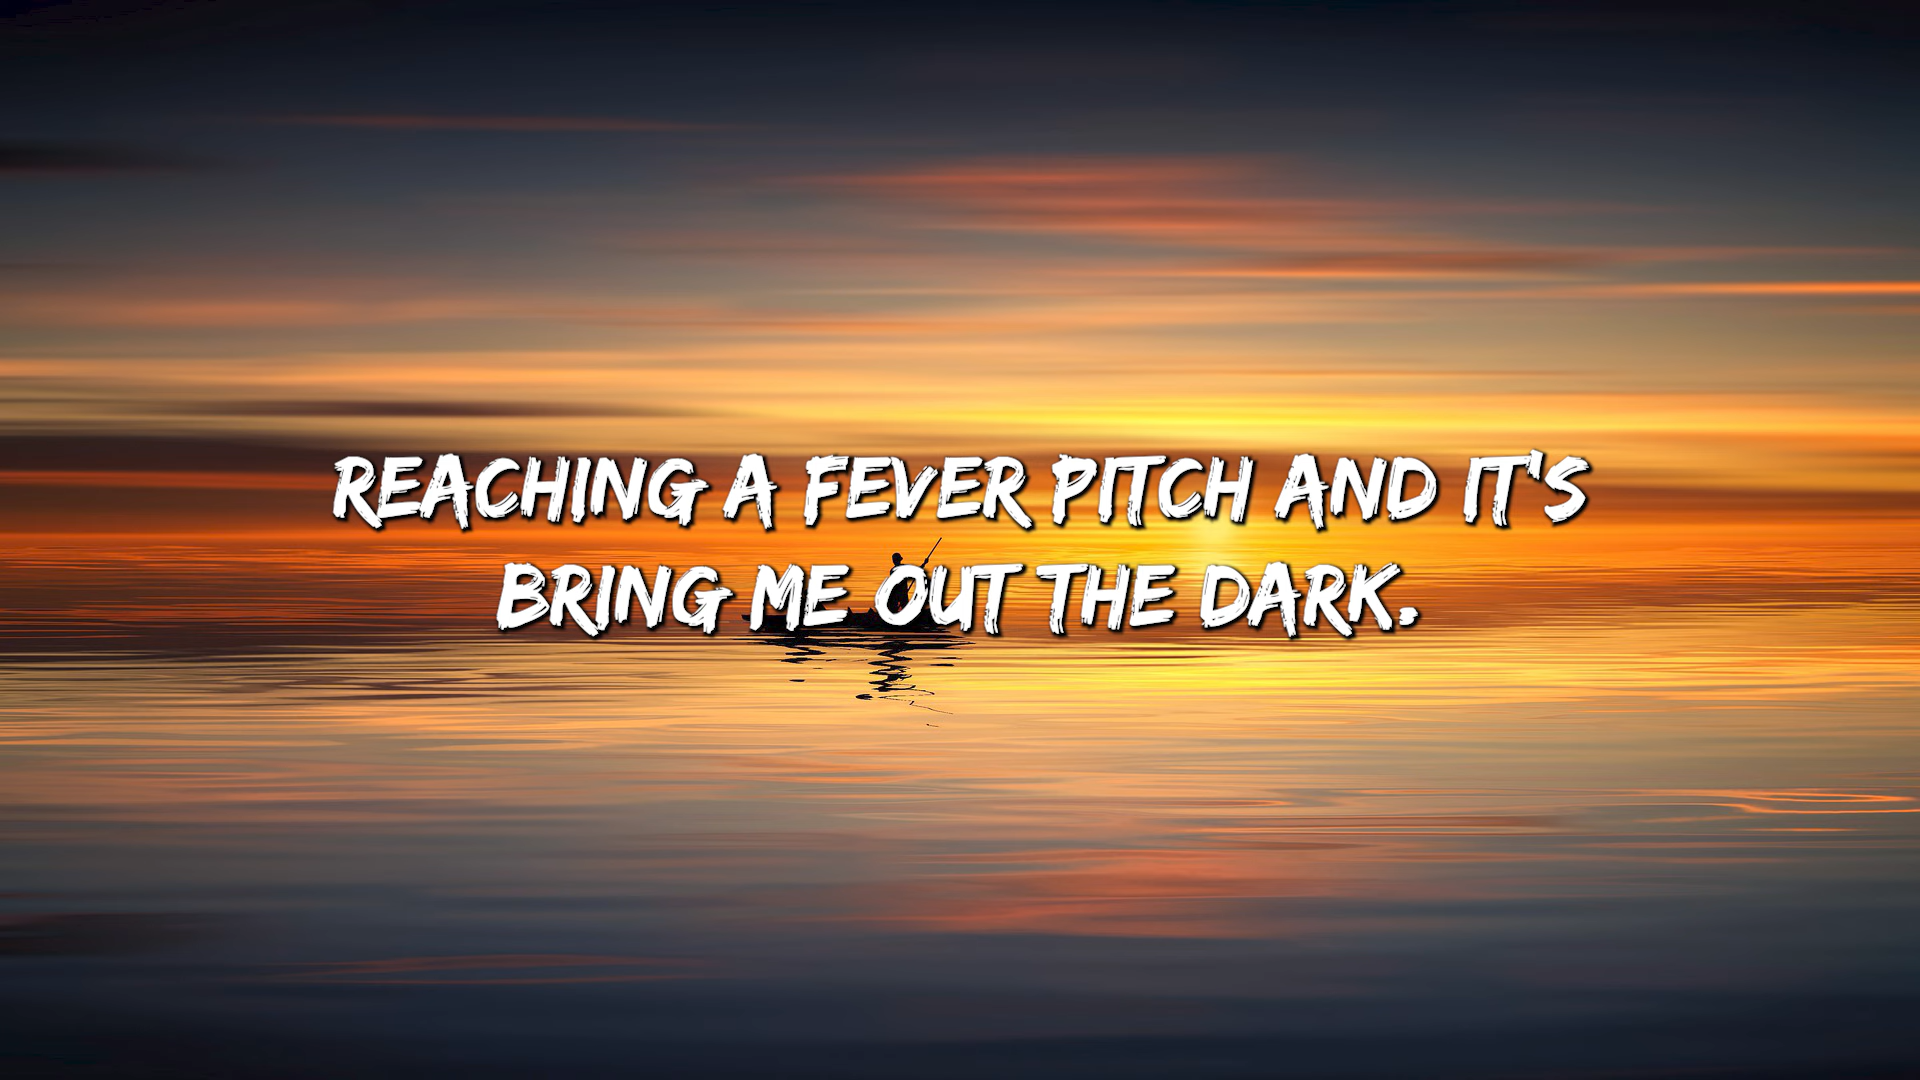 REACHING A FEVER PITCH AND IT'S
BRING ME OUT THE DARK.